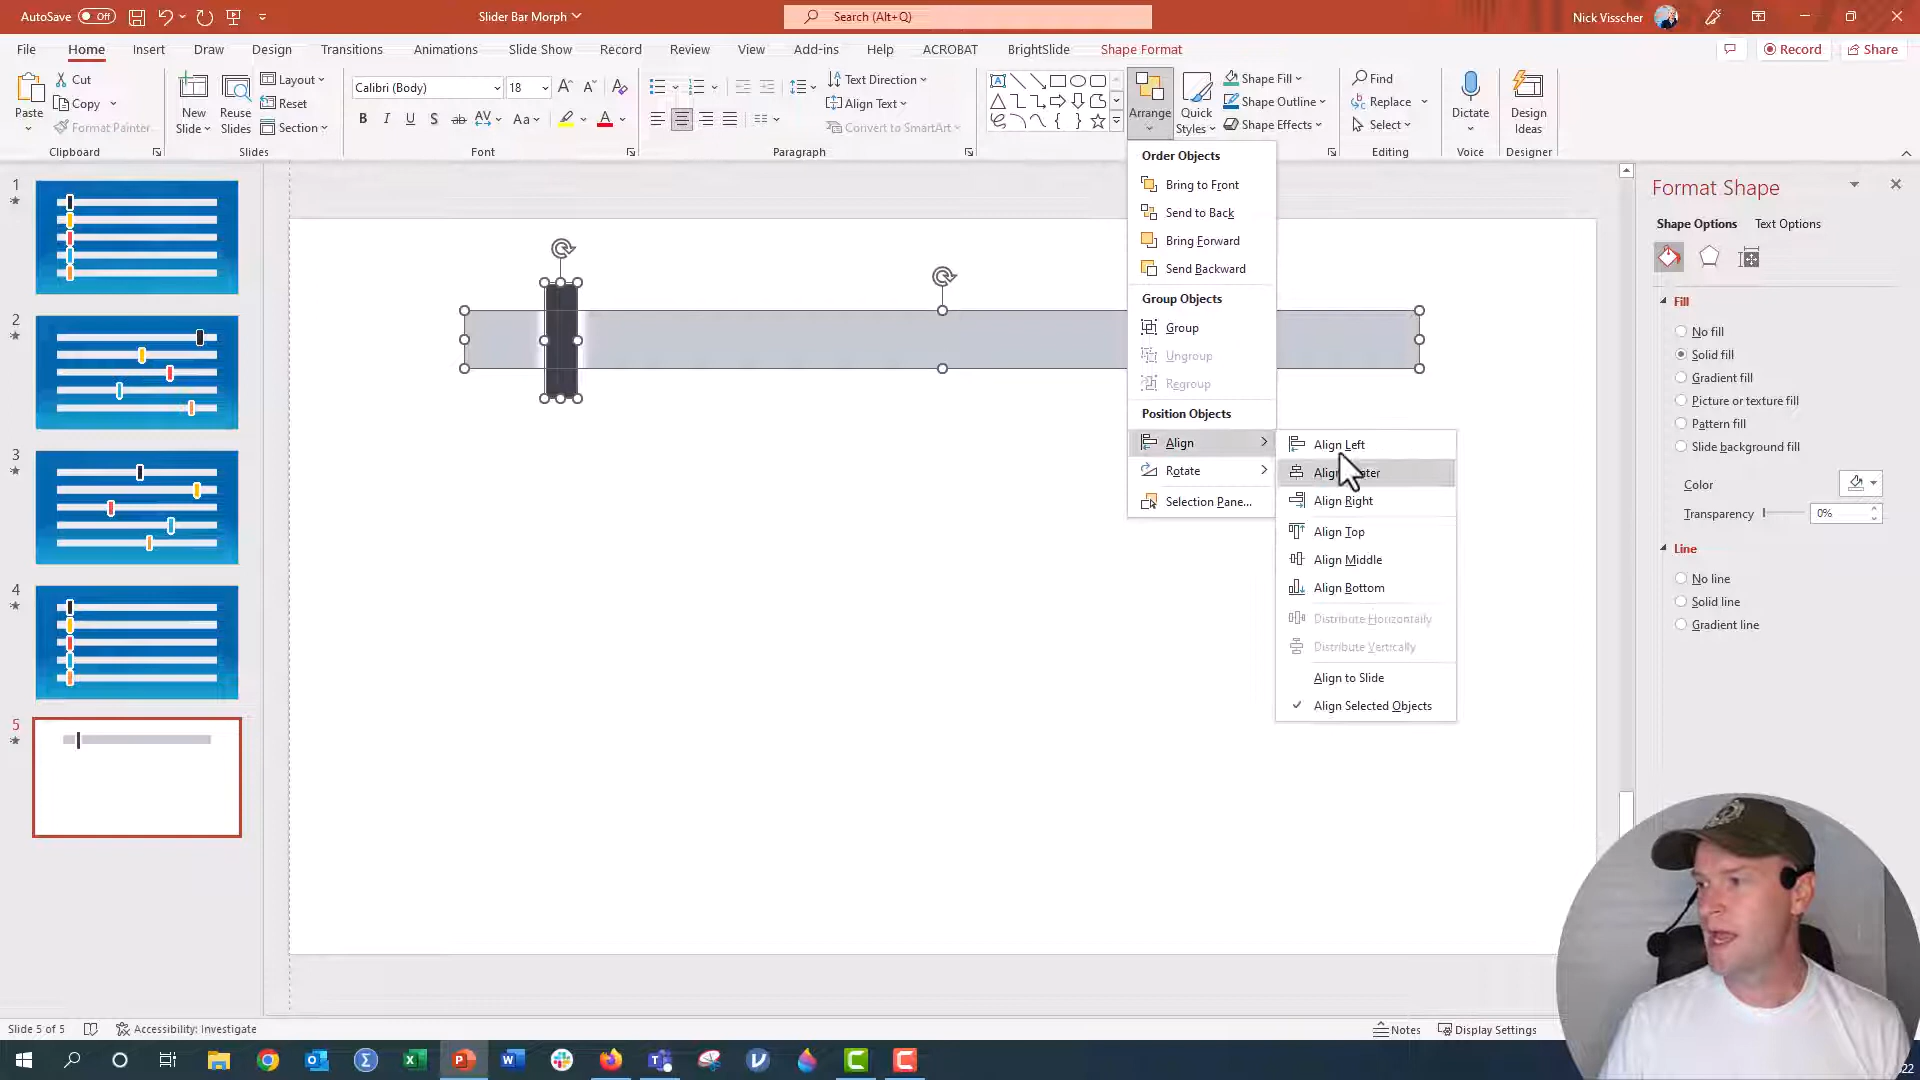 AutoSave Off
Slider Bar Morph
Search (Alt+Q)
Nick Visscher
File Home Insert Draw Design Transitions Animations Slide Show Record Review View Add-ins Help ACROBAT BrightSlide Shape Format
Record Share
Paste
Cut
Copy
Format Painter
Clipboard
New Slide
Reuse Slides
Layout
Reset
Section
Slides
Calibri (Body) 18
B I U S ab AV Aa A
Font
Text Direction
Align Text
Convert to SmartArt
Paragraph
Arrange
Quick Styles
Shape Fill
Shape Outline
Shape Effects
Find
Replace
Select
Editing
Dictate
Voice
Design Ideas
Designer
Order Objects
Bring to Front
Send to Back
Bring Forward
Send Backward
Group Objects
Group
Ungroup
Regroup
Position Objects
Align
Rotate
Selection Pane...
Align Left
Align
Align Right
Align Top
Align Middle
Align Bottom
Distribute Horizontally
Distribute Vertically
Align to Slide
Align Selected Objects
1
2
3
4
5
Format Shape
Shape Options Text Options
Fill
No fill
Solid fill
Gradient fill
Picture or texture fill
Pattern fill
Slide background fill
Color
Transparency 0%
Line
No line
Solid line
Gradient line
Slide 5 of 5 Accessibility: Investigate
Notes Display Settings
22